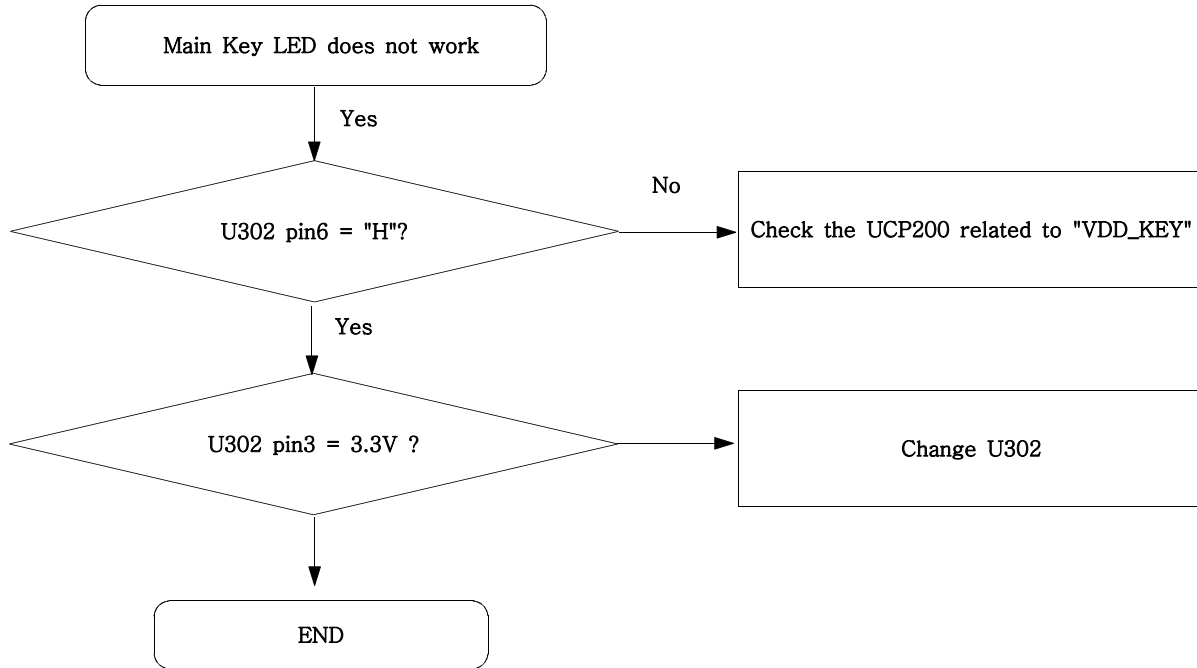 Main Key LED does not work
Yes
U302 pin6 = "H"?
No
Check the UCP200 related to "VDD_KEY"
Yes
U302 pin3 = 3.3V ?
Change U302
END